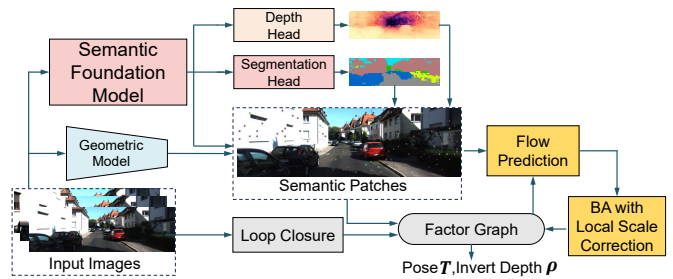 Depth
Head
Semantic
Foundation
Model
Segmentation
Head
Geometric
Model
Semantic Patches
Flow
Prediction
Input Images
Loop Closure
Factor Graph
BA with
Local Scale
Correction
Pose T, Invert Depth ρ